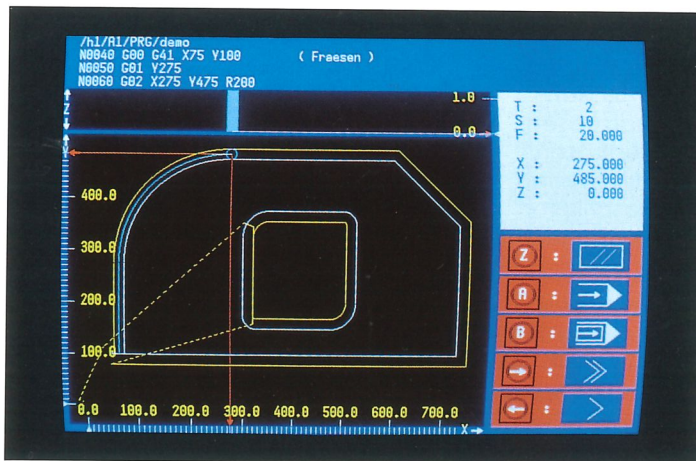 /h1/A1/PRG/demo
N0040 G00 G41 X75 Y100 ( Fraesen )
N0050 G01 Y275
N0060 G02 X275 Y475 R200
Z
1.0
0.0
Y
400.0
300.0
200.0
100.0
0.0 100.0 200.0 300.0 400.0 500.0 600.0 700.0
X
T : 2
S : 10
F : 20.000
X : 275.000
Y : 485.000
Z : 0.000
Z :
A :
B :
:
: